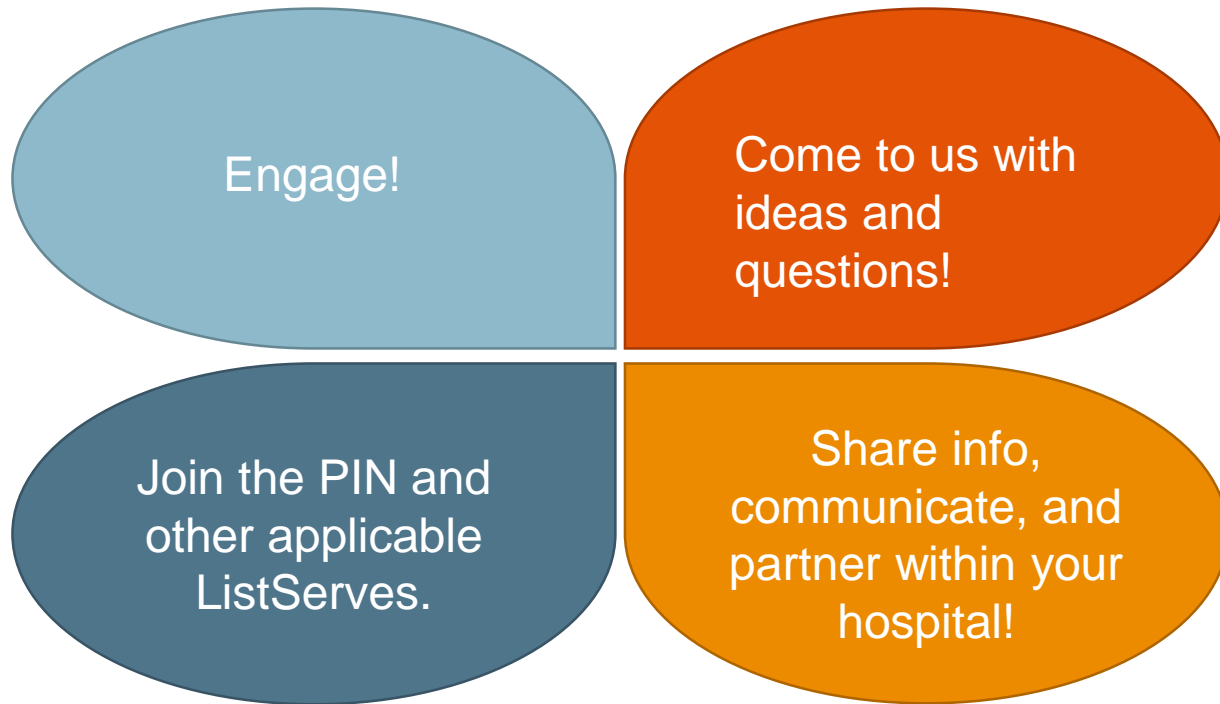 Engage!
Come to us with
ideas and
questions!
Join the PIN and
other applicable
ListServes.
Share info,
communicate, and
partner within your
hospital!